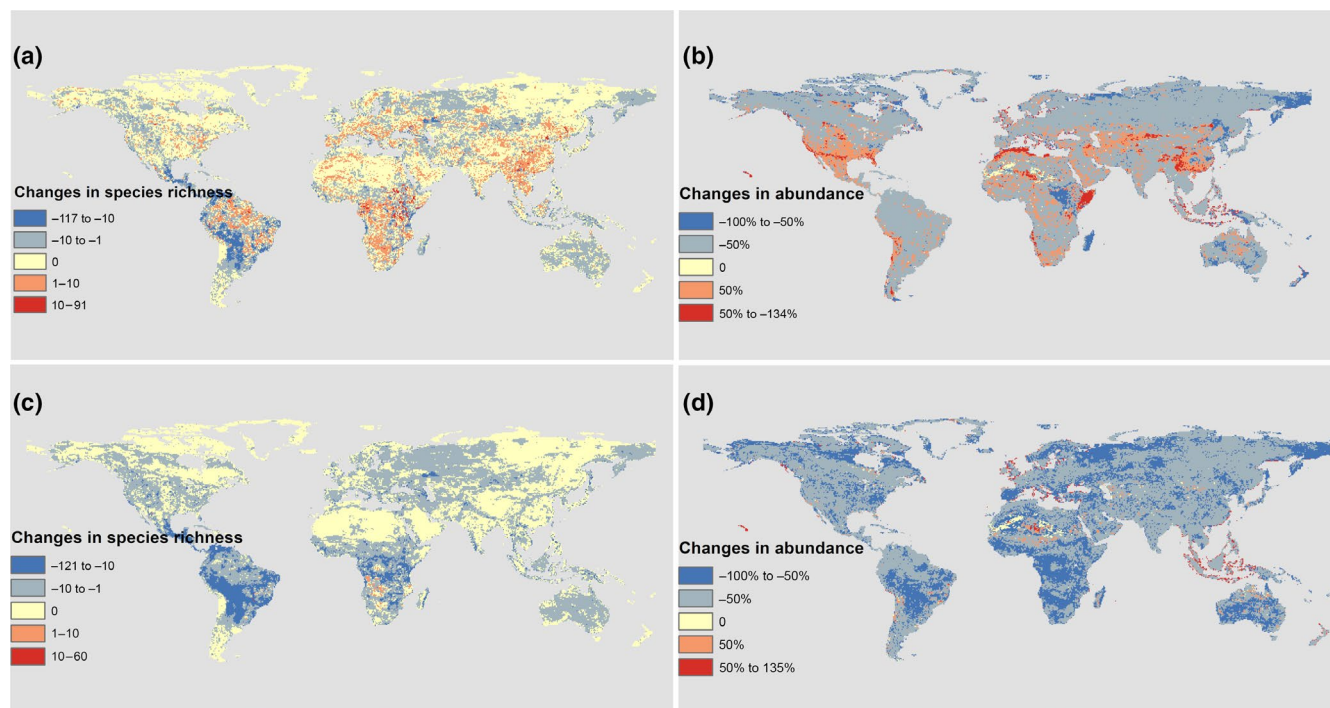 (a)
Changes in species richness
–117 to –10
–10 to –1
0
1–10
10–91
(b)
Changes in abundance
–100% to –50%
–50%
0
50%
50% to –134%
(c)
Changes in species richness
–121 to –10
–10 to –1
0
1–10
10–60
(d)
Changes in abundance
–100% to –50%
–50%
0
50%
50% to 135%